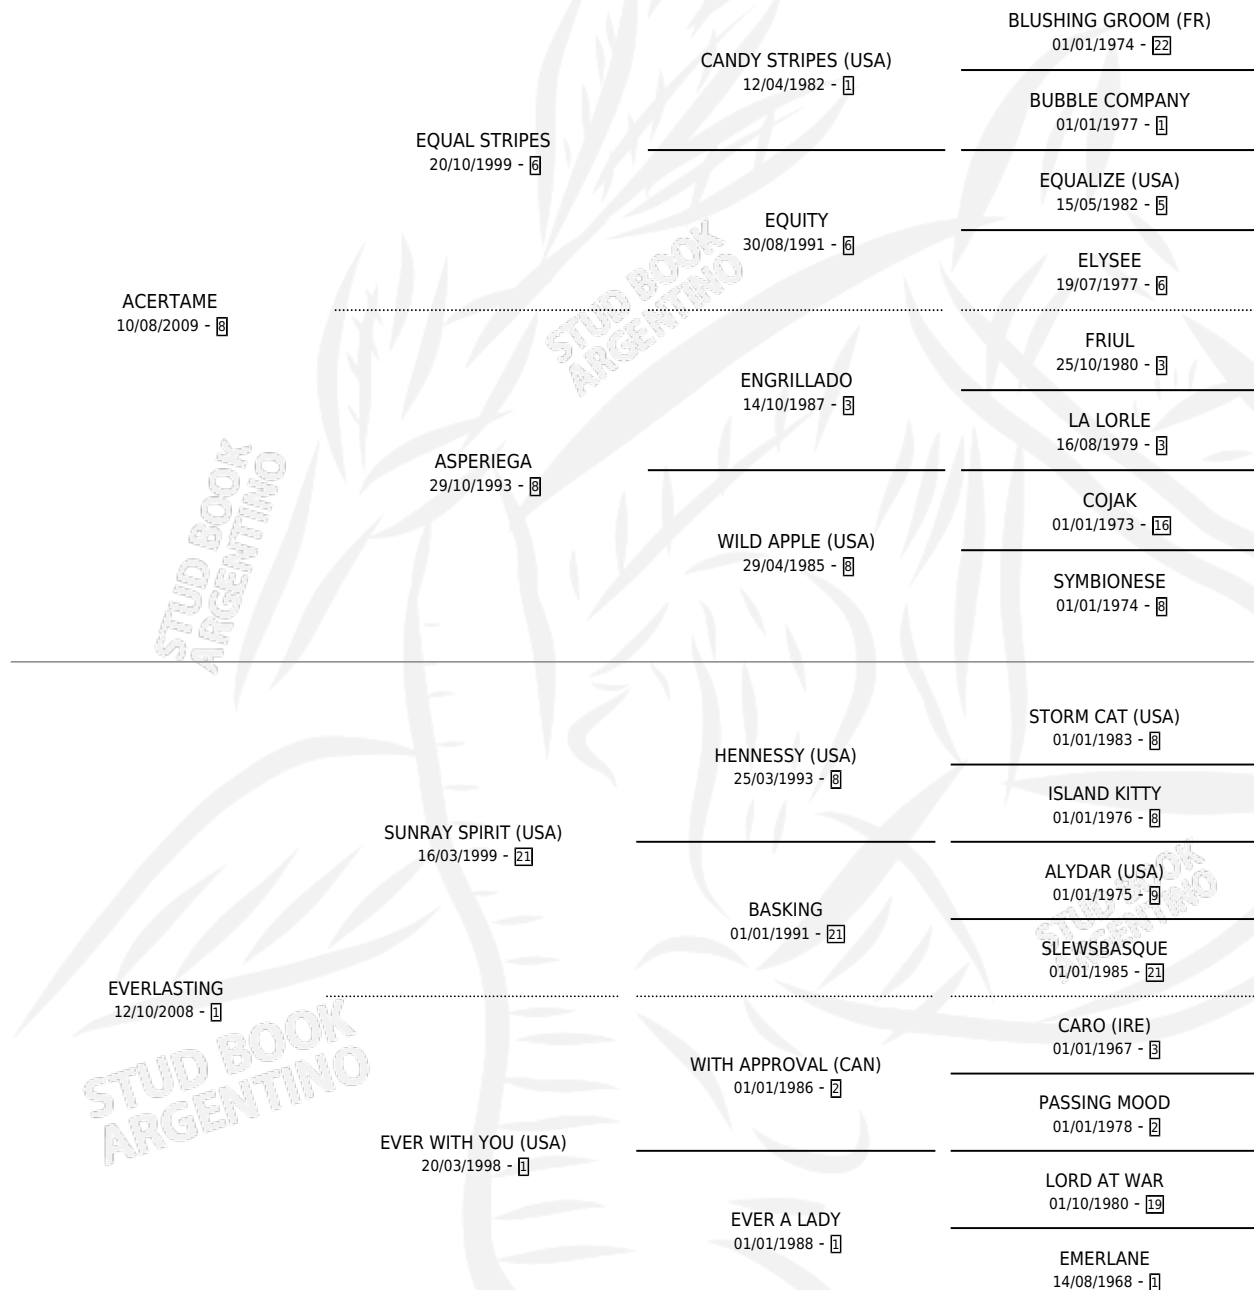 BLUSHING GROOM (FR)
01/01/1974 - 22
CANDY STRIPES (USA)
12/04/1982 - 1
BUBBLE COMPANY
01/01/1977 - 1
EQUAL STRIPES
20/10/1999 - 6
EQUALIZE (USA)
15/05/1982 - 5
EQUITY
30/08/1991 - 6
ELYSEE
19/07/1977 - 6
STUD BOOK
ARGENTINO
ACERTAME
10/08/2009 - 8
FRIUL
25/10/1980 - 3
ENGRILLADO
14/10/1987 - 3
LA LORLE
16/08/1979 - 3
ASPERIEGA
29/10/1993 - 8
COJAK
01/01/1973 - 16
WILD APPLE (USA)
29/04/1985 - 8
SYMBIONESE
01/01/1974 - 8
STUD BOOK
ARGENTINO
STORM CAT (USA)
01/01/1983 - 8
HENNESSY (USA)
25/03/1993 - 8
ISLAND KITTY
01/01/1976 - 8
SUNRAY SPIRIT (USA)
16/03/1999 - 21
ALYDAR (USA)
01/01/1975 - 9
BASKING
01/01/1991 - 21
SLEWSBASQUE
01/01/1985 - 21
STUD BOOK
ARGENTINO
EVERLASTING
12/10/2008 - 1
CARO (IRE)
01/01/1967 - 3
WITH APPROVAL (CAN)
01/01/1986 - 2
PASSING MOOD
01/01/1978 - 2
STUD BOOK
ARGENTINO
EVER WITH YOU (USA)
20/03/1998 - 1
LORD AT WAR
01/10/1980 - 19
EVER A LADY
01/01/1988 - 1
EMERLANE
14/08/1968 - 1